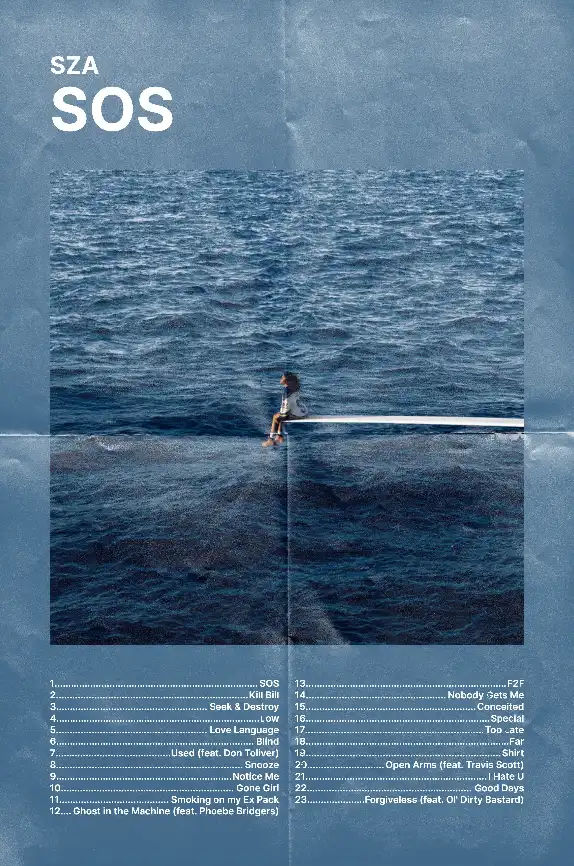 SZA
SOS
1 SOS
2 Kill Bill
3 Seek & Destroy
4 Low
5 Love Language
6 Blind
7 Used (feat. Don Toliver)
8 Snooze
9 Notice Me
10 Gone Girl
11 Smoking on my Ex Pack
12 Ghost in the Machine (feat. Phoebe Bridgers)
13 F2F
14 Nobody Gets Me
15 Conceited
16 Special
17 Too Late
18 Far
19 Shirt
20 Open Arms (feat. Travis Scott)
21 I Hate U
22 Good Days
23 Forgiveless (feat. Ol' Dirty Bastard)